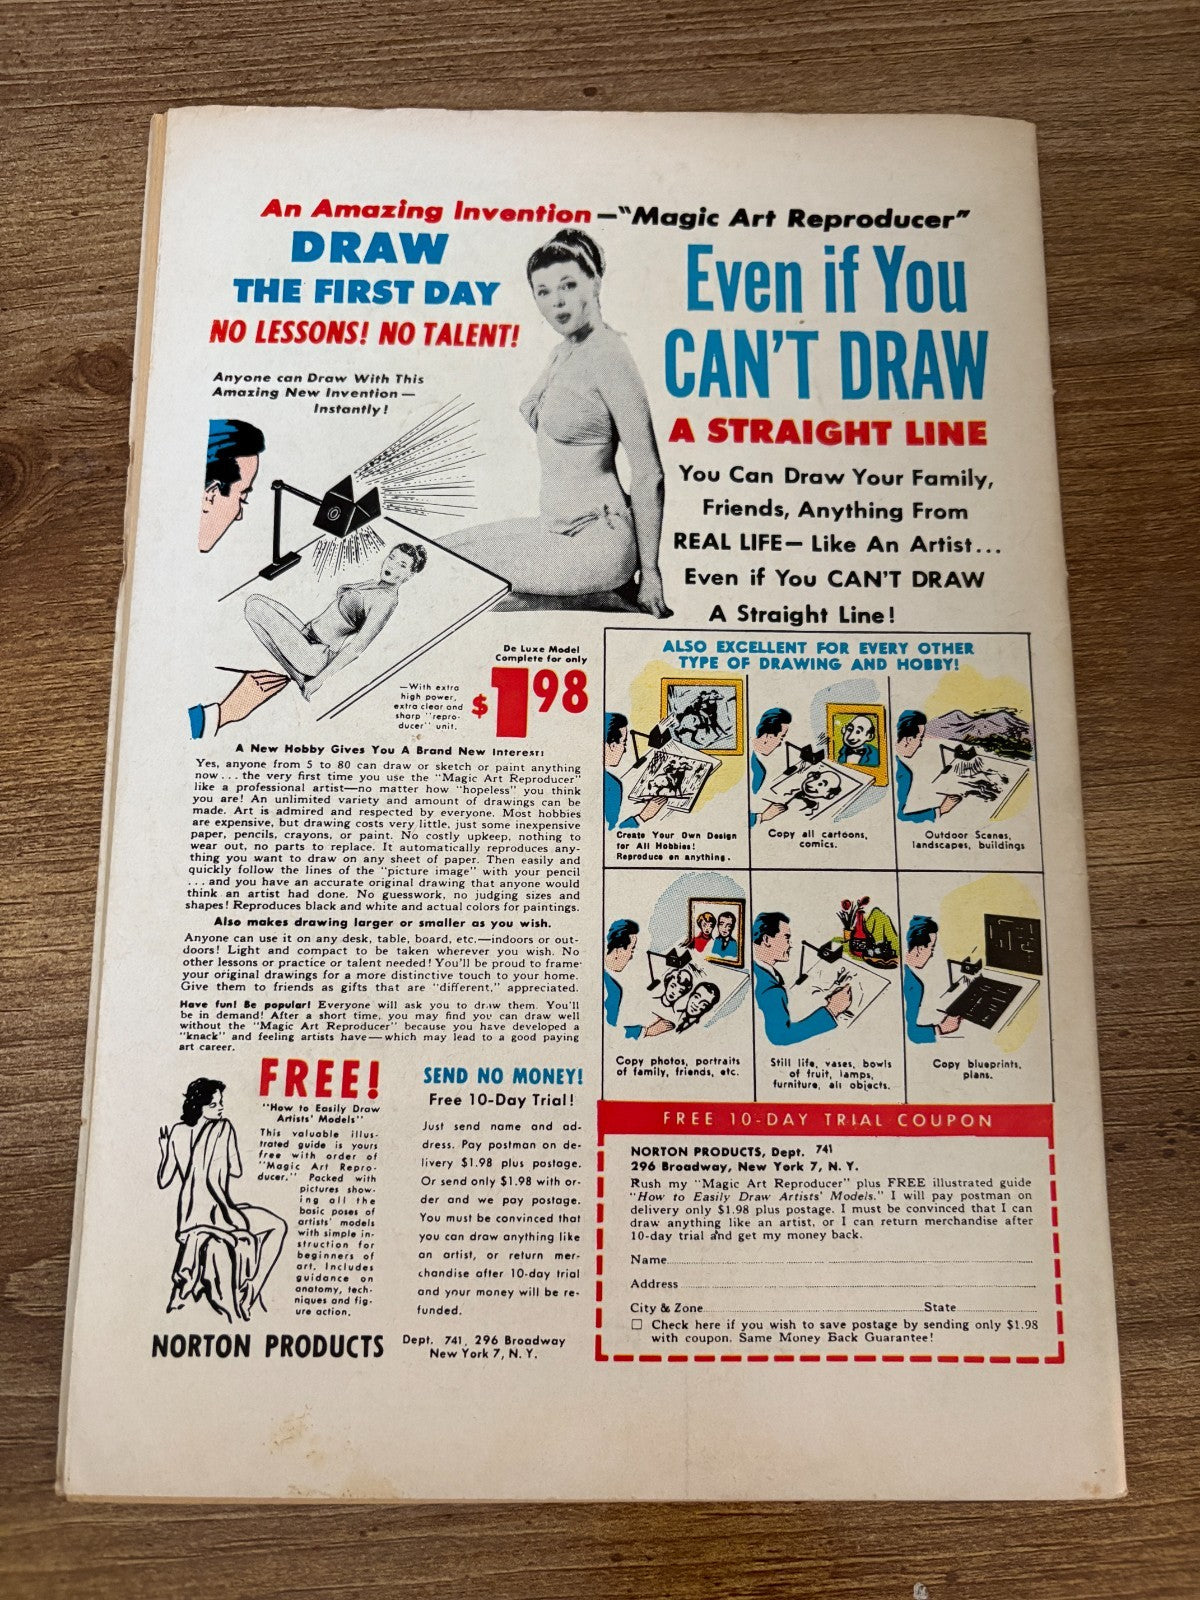 An Amazing Invention—"Magic Art Reproducer"
DRAW
THE FIRST DAY
NO LESSONS! NO TALENT!
Anyone can Draw With This
Amazing New Invention—
Instantly!
Even if You
CAN'T DRAW
A STRAIGHT LINE
You Can Draw Your Family,
Friends, Anything From
REAL LIFE—Like An Artist...
Even if You CAN'T DRAW
A Straight Line!
De Luxe Model
Complete for only
$1.98
—With extra
high power,
extra clear and
sharp "repro-
ducer" unit.
A New Hobby Gives You A Brand New Interest!
Yes, anyone from 5 to 80 can draw or sketch or paint anything
now...the very first time you use the "Magic Art Reproducer"
like a professional artist—no matter how "hopeless" you think
you are! An unlimited variety and amount of drawings can be
made. Art is admired and respected by everyone. Most hobbies
are expensive, but drawing costs very little, just some inexpensive
paper, pencils, crayons, or paint. No costly upkeep, nothing to
wear out, no parts to replace. It automatically reproduces any-
thing you want to draw on any sheet of paper. Then easily and
quickly follow the lines of the "picture image" with your pencil
...and you have an accurate original drawing that anyone would
think an artist had done. No guesswork, no judging sizes and
shapes! Reproduces black and white and actual colors for paintings.
Also makes drawing larger or smaller as you wish.
Anyone can use it on any desk, table, board, etc.—indoors or out-
doors! Light and compact to be taken wherever you wish. No
other lessons or practice or talent needed! You'll be proud to frame
your original drawings for a more distinctive touch to your home.
Give them to friends as gifts that are "different," appreciated.
Have fun! Be popular! Everyone will ask you to draw them. You'll
be in demand! After a short time, you may find you can draw well
without the "Magic Art Reproducer" because you have developed a
"knack" and feeling artists have—which may lead to a good paying
art career.
ALSO EXCELLENT FOR EVERY OTHER
TYPE OF DRAWING AND HOBBY!
Create Your Own Design
for All Hobbies!
Reproduce on anything.
Copy all cartoons,
comics.
Outdoor Scenes,
landscapes, buildings
Copy photos, portraits
of family, friends, etc.
Still life, vases, bowls
of fruit, lamps,
furniture, all objects.
Copy blueprints,
plans.
FREE!
"How to Easily Draw
Artists' Models"
This valuable illus-
trated guide is yours
free with order of
"Magic Art Repro-
ducer." Packed with
pictures show-
ing all the
basic poses of
artists' models
with simple in-
struction for
beginners of
art. Includes
guidance on
anatomy, tech-
niques and fig-
ure action.
SEND NO MONEY!
Free 10-Day Trial!
Just send name and ad-
dress. Pay postman on de-
livery $1.98 plus postage.
Or send only $1.98 with or-
der and we pay postage.
You must be convinced that
you can draw anything like
an artist, or return mer-
chandise after 10-day trial
and your money will be re-
funded.
NORTON PRODUCTS
Dept. 741, 296 Broadway
New York 7, N. Y.
FREE 10-DAY TRIAL COUPON
NORTON PRODUCTS, Dept. 741
296 Broadway, New York 7, N. Y.
Rush my "Magic Art Reproducer" plus FREE illustrated guide
"How to Easily Draw Artists' Models." I will pay postman on
delivery only $1.98 plus postage. I must be convinced that I can
draw anything like an artist, or I can return merchandise after
10-day trial and get my money back.
Name
Address
City & Zone State
☐ Check here if you wish to save postage by sending only $1.98
with coupon. Same Money Back Guarantee!